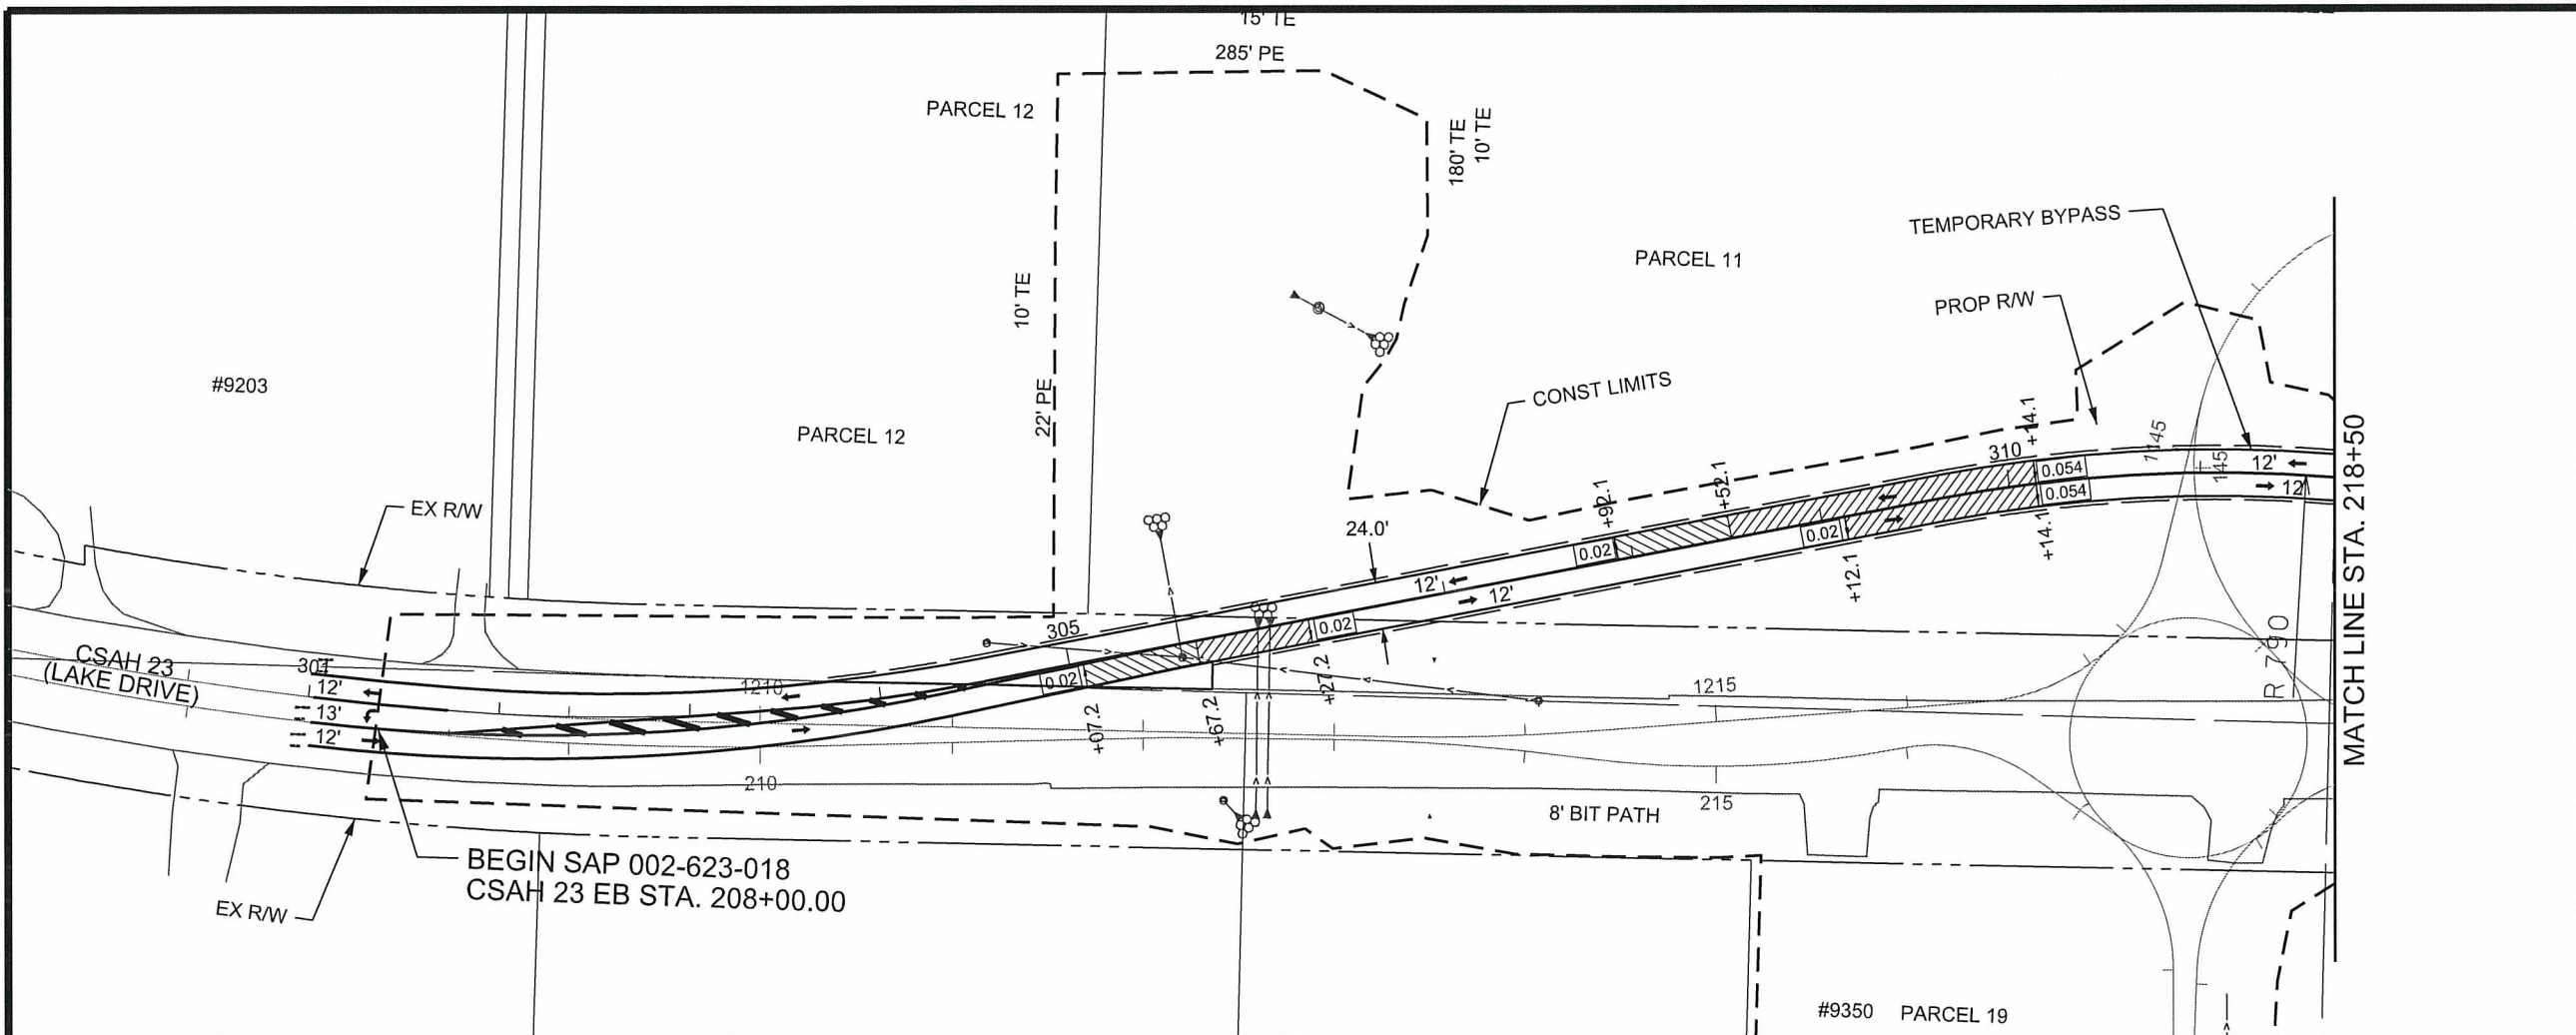 15' TE
285' PE
PARCEL 12
180' TE
10' TE
TEMPORARY BYPASS
PARCEL 11
PROP R/W
10' TE
#9203
CONST LIMITS
22' PE
PARCEL 12
+14.1
1145
145
310
0.054
12'
0.054
12'
+52.1
+92.1
EX R/W
24.0'
0.02
0.02
+14.1
+12.1
12'
12'
MATCH LINE STA. 218+50
305
0.02
0.02
CSAH 23
(LAKE DRIVE)
301
12'
13'
12'
1210
+07.2
+67.2
+27.2
1215
R 790
210
215
8' BIT PATH
BEGIN SAP 002-623-018
CSAH 23 EB STA. 208+00.00
EX R/W
#9350 PARCEL 19